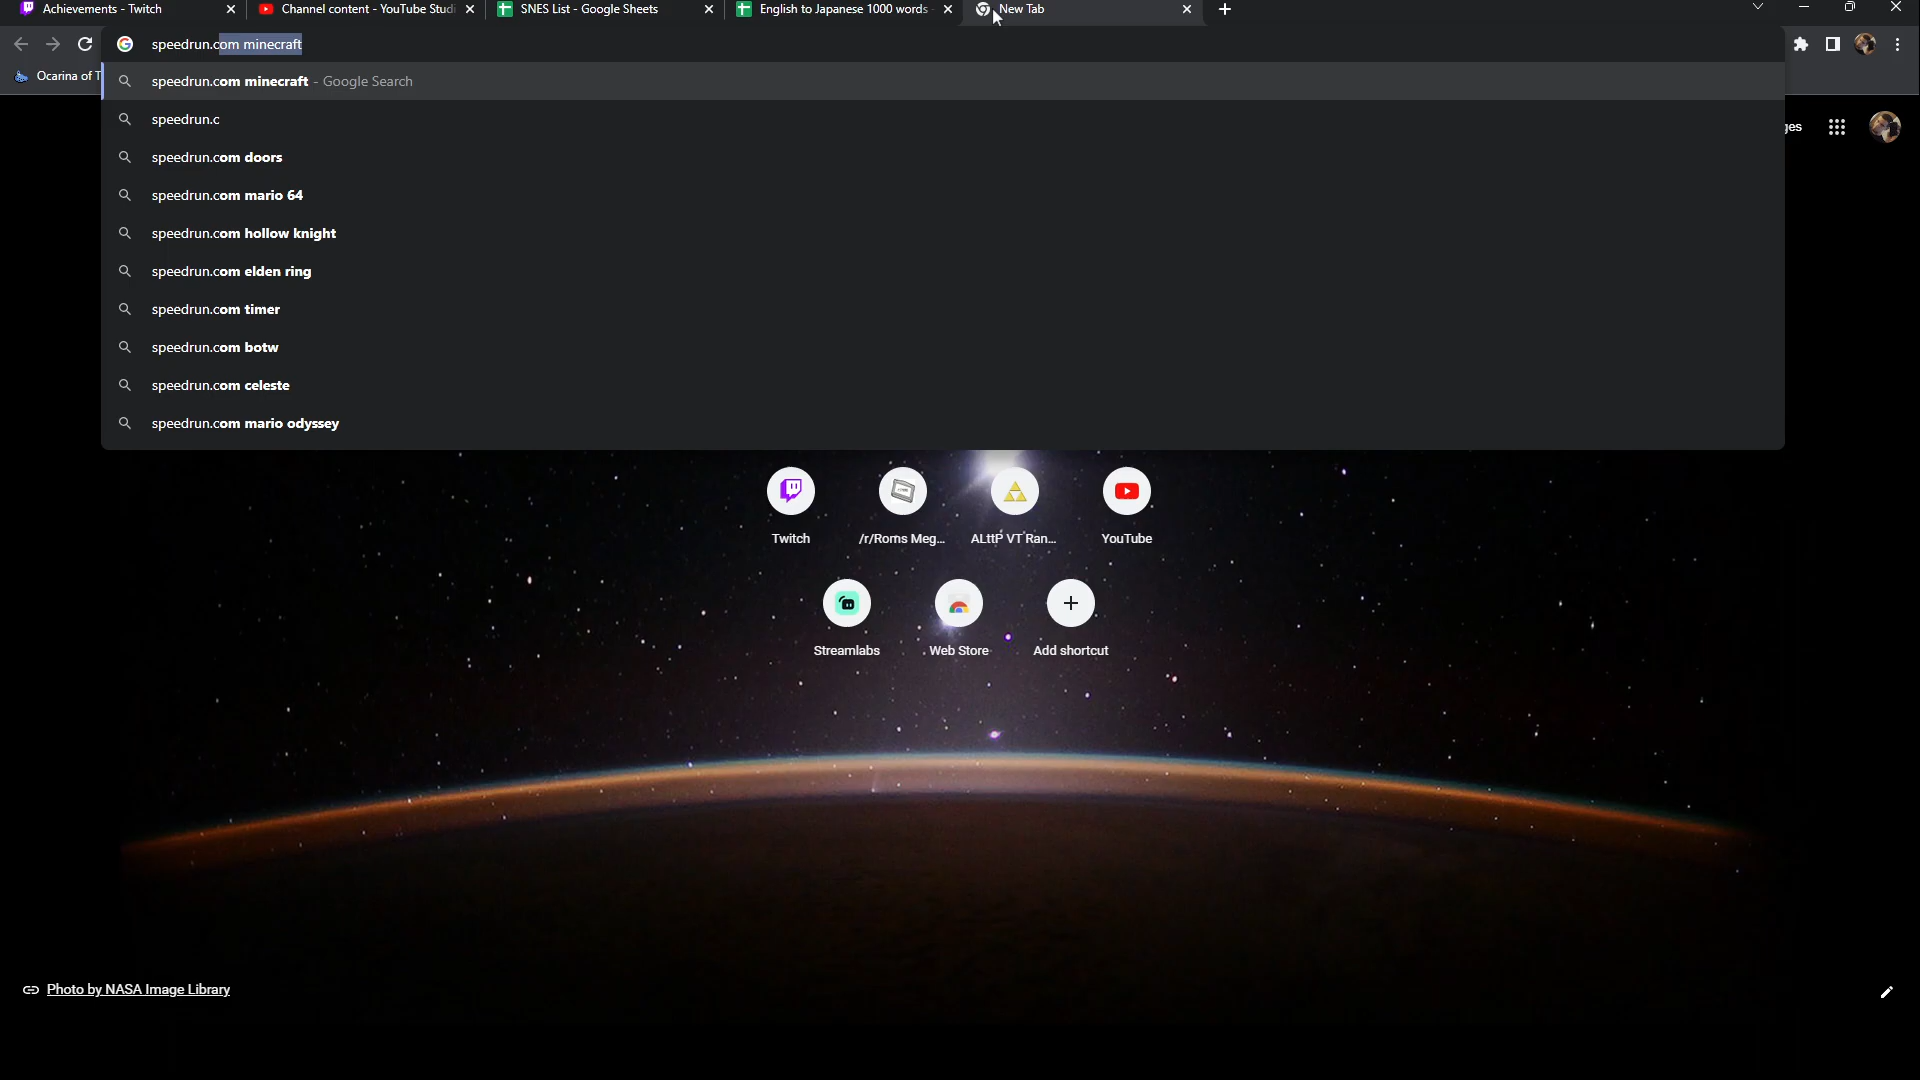 Achievements - Twitch
Channel content - YouTube Studi
SNES List - Google Sheets
English to Japanese 1000 words -
New Tab
speedrun.com minecraft
Ocarina of T
speedrun.com minecraft - Google Search
speedrun.c
speedrun.com doors
speedrun.com mario 64
speedrun.com hollow knight
speedrun.com elden ring
speedrun.com timer
speedrun.com botw
speedrun.com celeste
speedrun.com mario odyssey
ges
Twitch
/r/Roms Meg...
ALttP VT Ran...
YouTube
Streamlabs
Web Store
Add shortcut
Photo by NASA Image Library